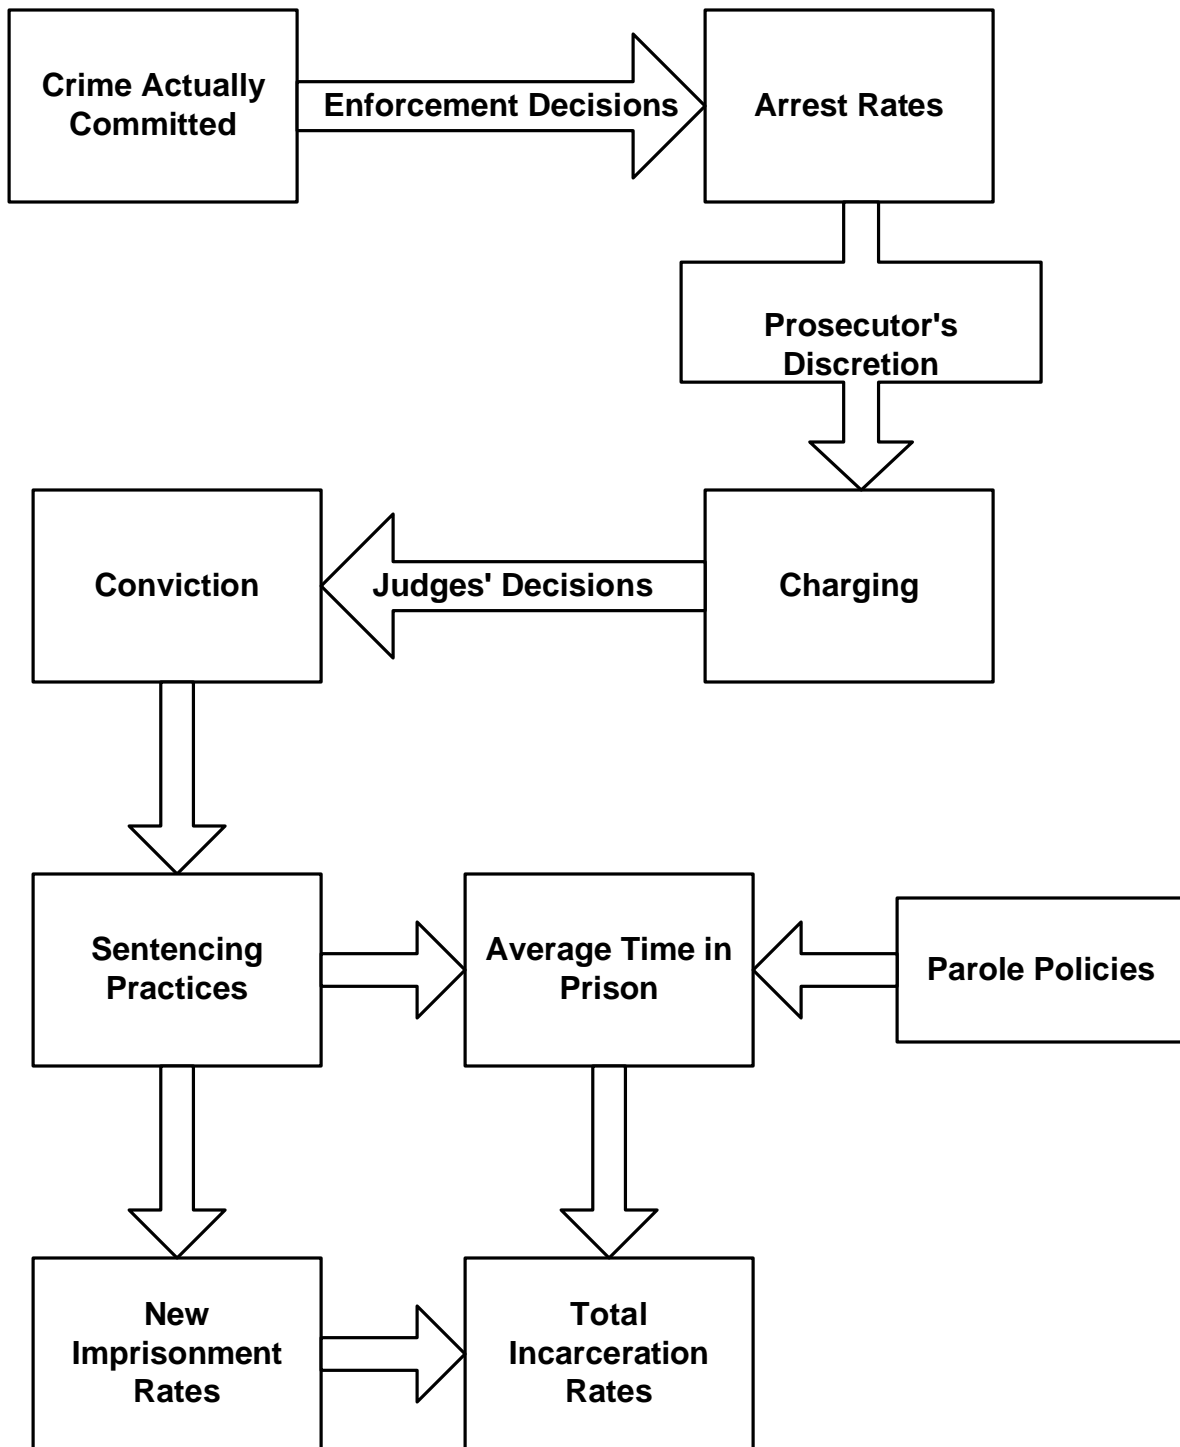 Crime Actually
Committed
Enforcement Decisions
Arrest Rates
Prosecutor's
Discretion
Conviction
Judges' Decisions
Charging
Sentencing
Practices
Average Time in
Prison
Parole Policies
New
Imprisonment
Rates
Total
Incarceration
Rates